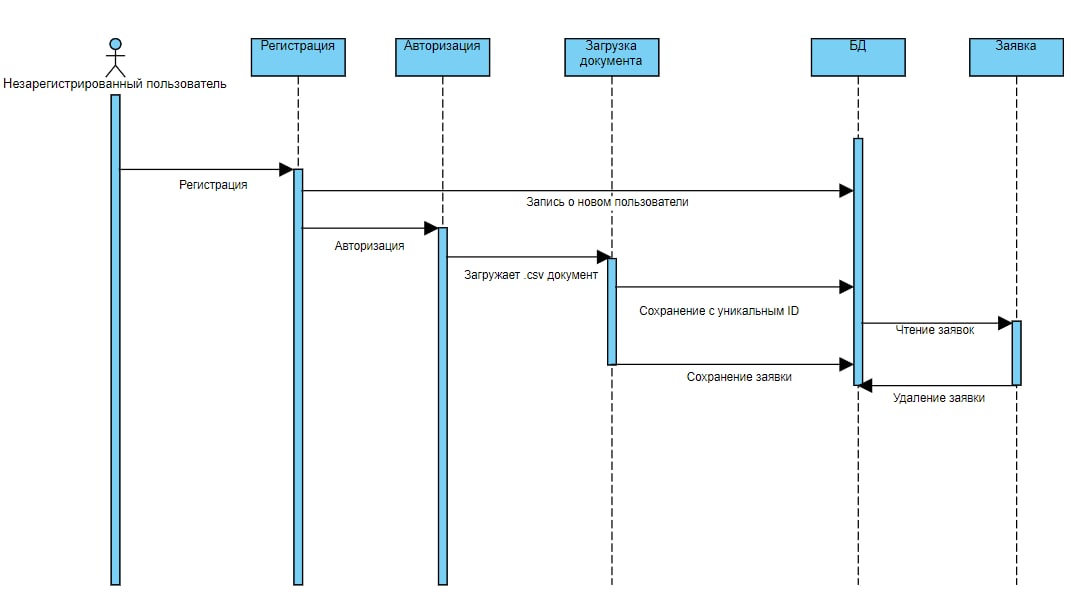 Регистрация
Авторизация
Загрузка
документа
БД
Заявка
Незарегистрированный пользователь
Регистрация
Запись о новом пользователи
Авторизация
Загружает .csv документ
Сохранение с уникальным ID
Чтение заявок
Сохранение заявки
Удаление заявки